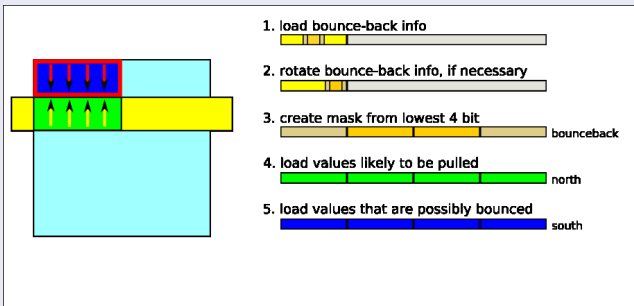 1. load bounce-back info
2. rotate bounce-back info, if necessary
3. create mask from lowest 4 bit
bounceback
4. load values likely to be pulled
north
5. load values that are possibly bounced
south